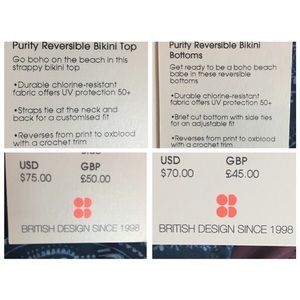 Purity Reversible Bikini Top
Go boho on the beach in this
strappy bikini top
•Durable chlorine-resistant
fabric offers UV protection 50+
•Straps tie at the neck and
back for a customised fit
•Reverses from print to oxblood
with a crochet trim
Purity Reversible Bikini
Bottoms
Get ready to be a boho beach
babe in these reversible
bottoms
•Durable chlorine-resistant
fabric offers UV protection 50+
•Brief cut bottom with side ties
for an adjustable fit
•Reverses from print to oxblood
with a crochet trim
USD GBP
$75.00 £50.00
BRITISH DESIGN SINCE 1998
USD GBP
$70.00 £45.00
BRITISH DESIGN SINCE 1998